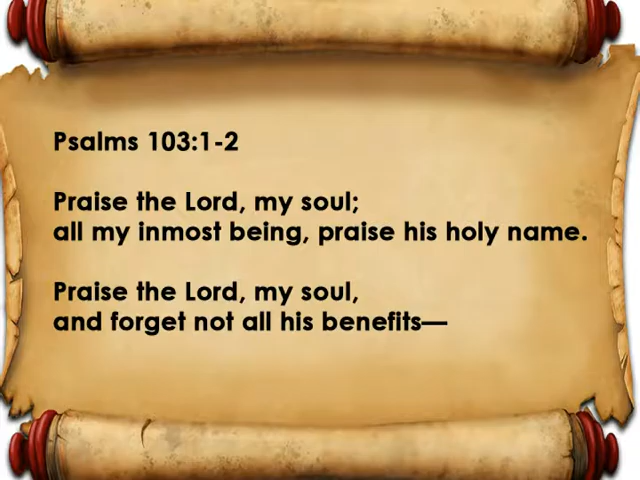 Psalms 103:1-2
Praise the Lord, my soul;
all my inmost being, praise his holy name.
Praise the Lord, my soul,
and forget not all his benefits—